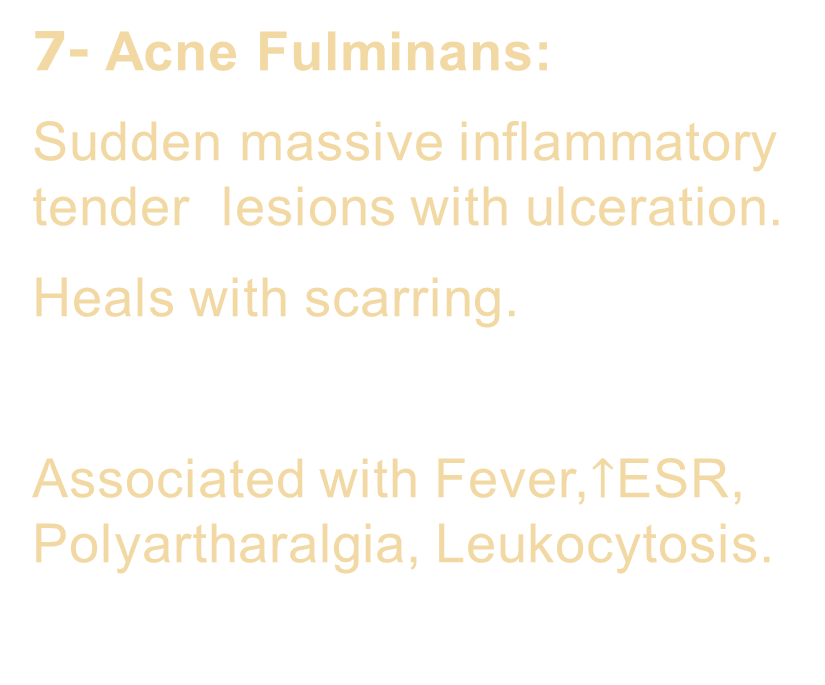 7- Acne Fulminans:
Sudden massive inflammatory
tender  lesions with ulceration.
Heals with scarring.
Associated with Fever,↑ESR,
Polyartharalgia, Leukocytosis.